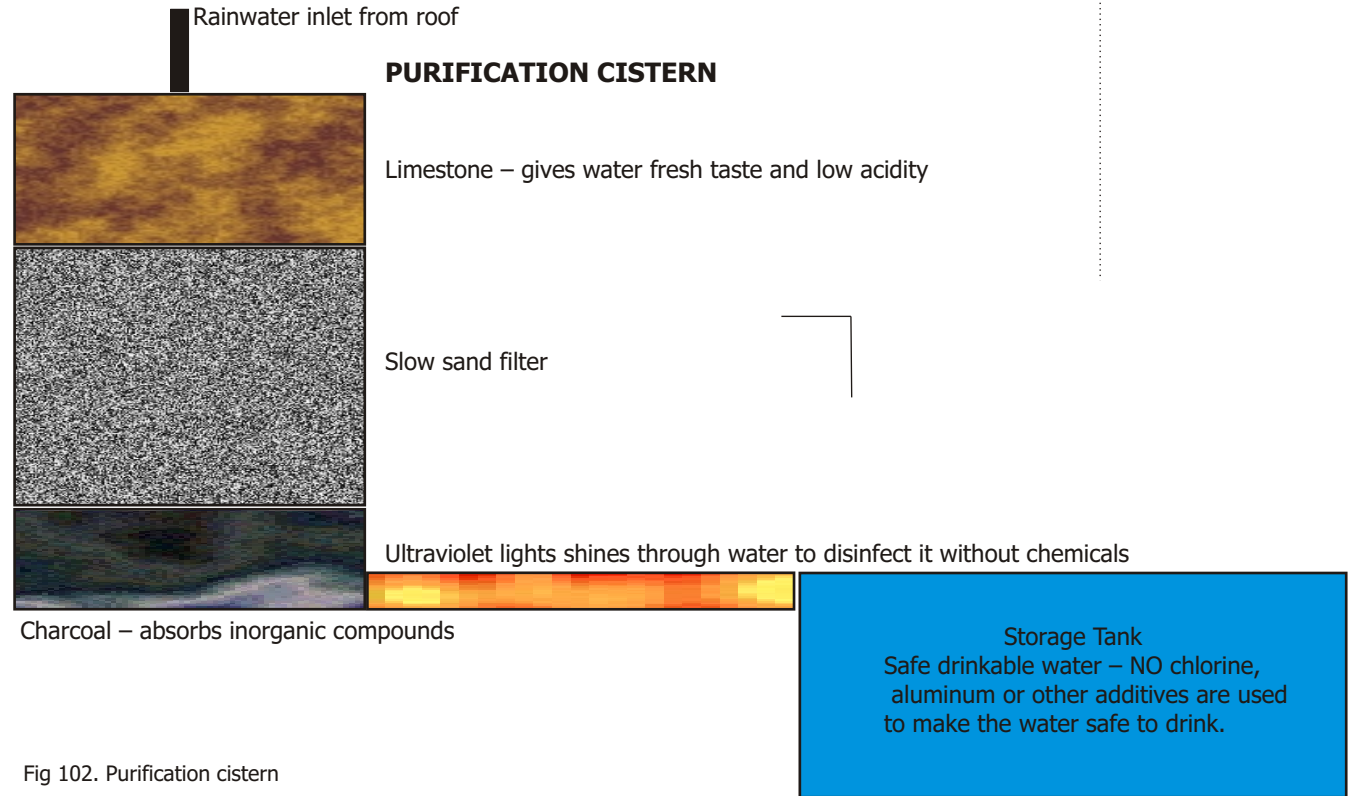 Rainwater inlet from roof
PURIFICATION CISTERN
Limestone – gives water fresh taste and low acidity
Slow sand filter
Ultraviolet lights shines through water to disinfect it without chemicals
Charcoal – absorbs inorganic compounds
Storage Tank
Safe drinkable water – NO chlorine,
aluminum or other additives are used
to make the water safe to drink.
Fig 102. Purification cistern